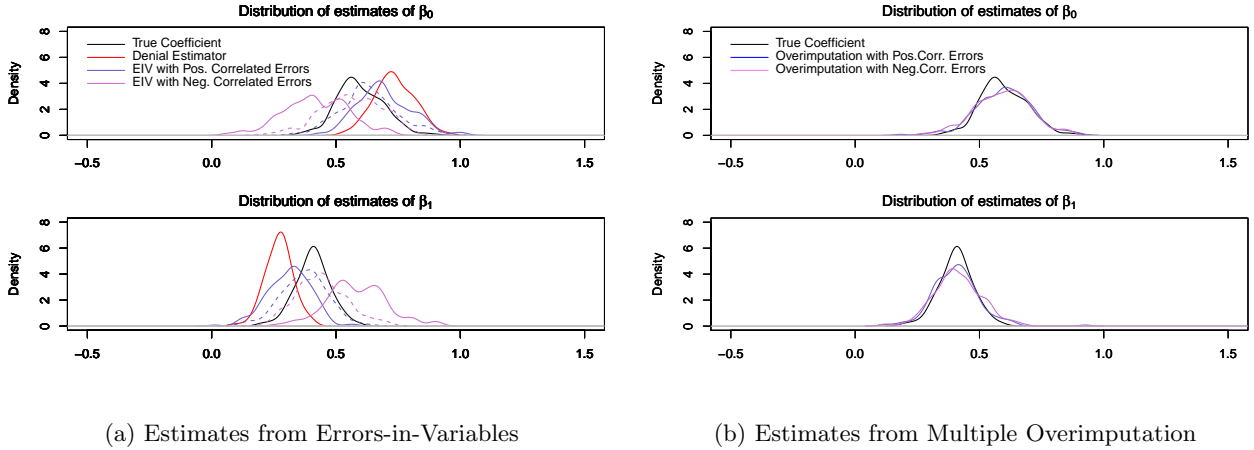 Distribution of estimates of β₀
Density
0 2 4 6 8
True Coefficient
Denial Estimator
EIV with Pos. Correlated Errors
EIV with Neg. Correlated Errors
−0.5 0.0 0.5 1.0 1.5
Distribution of estimates of β₁
Density
0 2 4 6 8
−0.5 0.0 0.5 1.0 1.5
(a) Estimates from Errors-in-Variables
Distribution of estimates of β₀
Density
0 2 4 6 8
True Coefficient
Overimputation with Pos.Corr. Errors
Overimputation with Neg.Corr. Errors
−0.5 0.0 0.5 1.0 1.5
Distribution of estimates of β₁
Density
0 2 4 6 8
−0.5 0.0 0.5 1.0 1.5
(b) Estimates from Multiple Overimputation